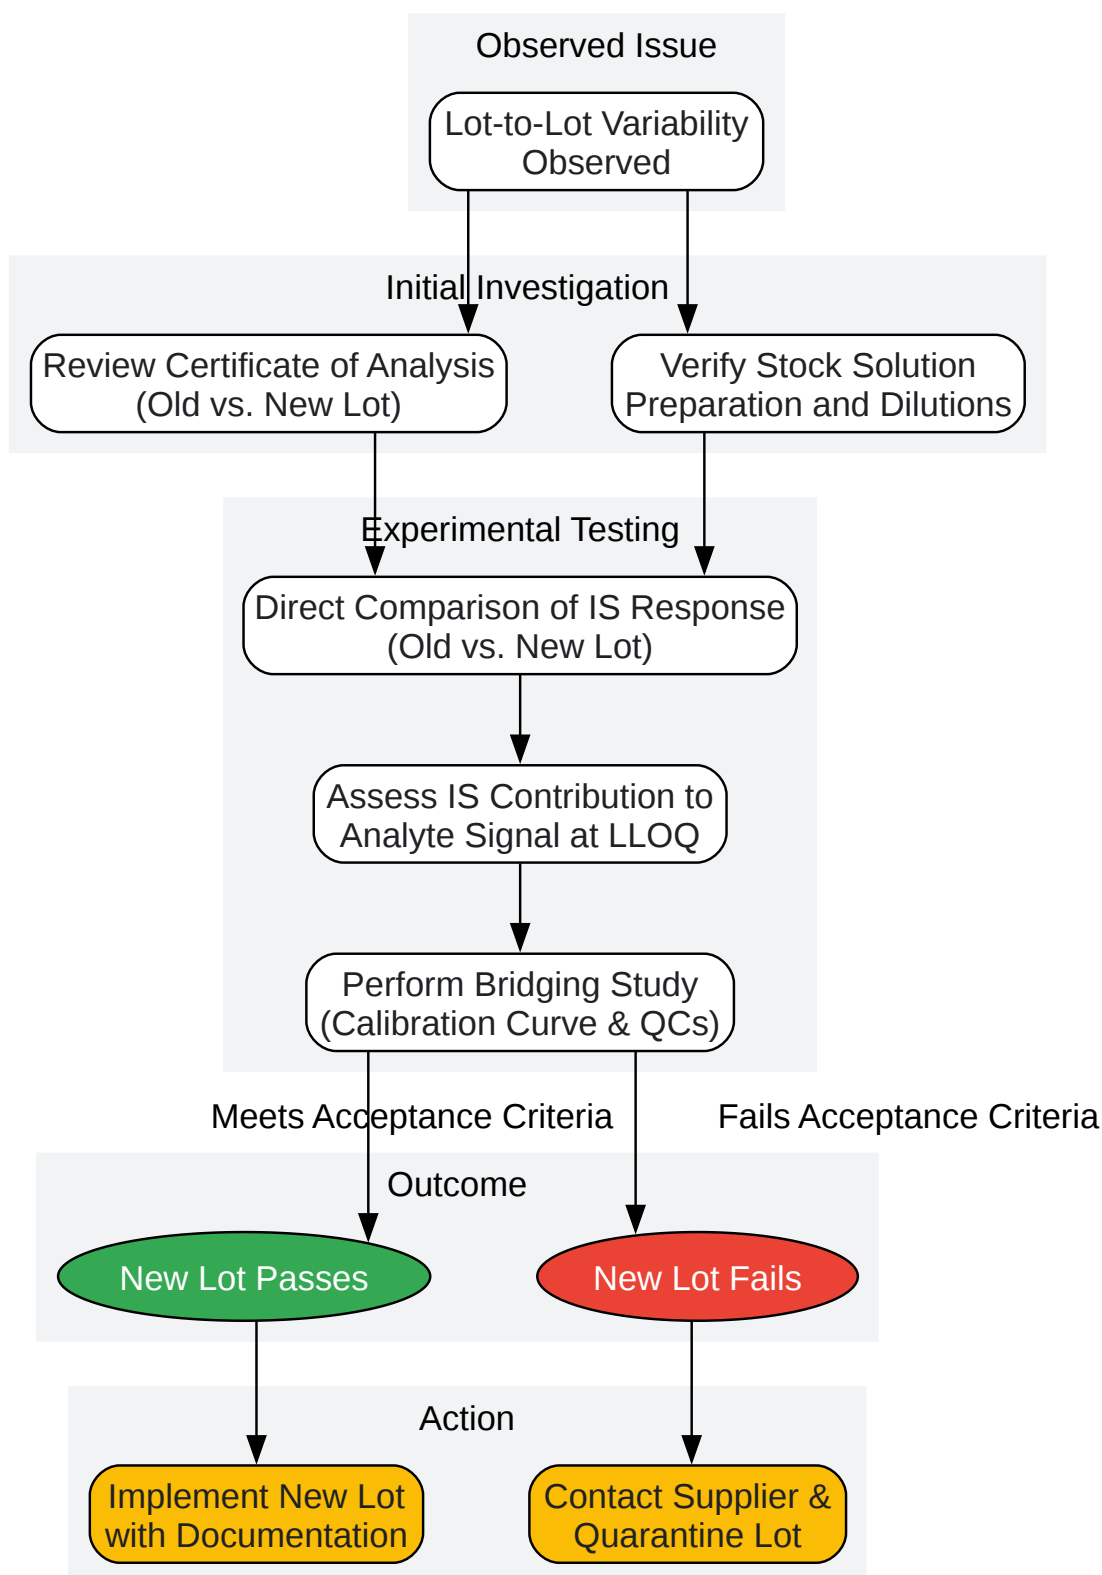 Observed Issue
Lot-to-Lot Variability
Observed
Initial Investigation
Review Certificate of Analysis
(Old vs. New Lot)
Verify Stock Solution
Preparation and Dilutions
Experimental Testing
Direct Comparison of IS Response
(Old vs. New Lot)
Assess IS Contribution to
Analyte Signal at LLOQ
Perform Bridging Study
(Calibration Curve & QCs)
Meets Acceptance Criteria
Fails Acceptance Criteria
Outcome
New Lot Passes
New Lot Fails
Action
Implement New Lot
with Documentation
Contact Supplier &
Quarantine Lot